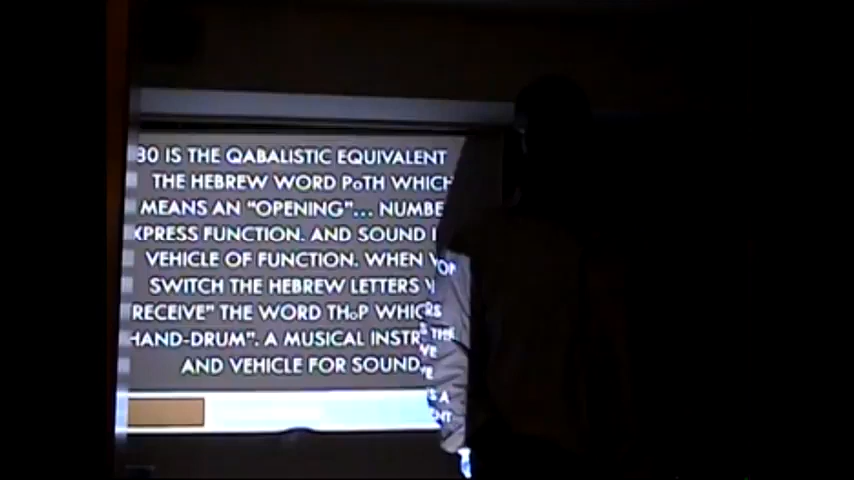 30 IS THE QABALISTIC EQUIVALENT
THE HEBREW WORD PoTH WHICH
MEANS AN "OPENING"... NUMBE
XPRESS FUNCTION. AND SOUND I
VEHICLE OF FUNCTION. WHEN YO
SWITCH THE HEBREW LETTERS
RECEIVE" THE WORD THoP WHIC
HAND-DRUM". A MUSICAL INSTR
AND VEHICLE FOR SOUND